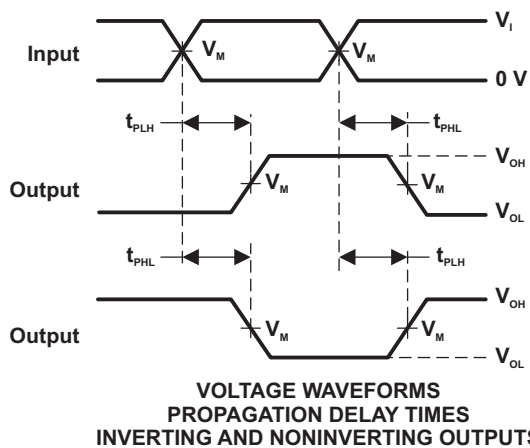 V_I
Input V_M V_M
0 V
t_PLH t_PHL
V_OH
Output V_M V_M
V_OL
t_PHL t_PLH
V_OH
Output V_M V_M
V_OL
VOLTAGE WAVEFORMS
PROPAGATION DELAY TIMES
INVERTING AND NONINVERTING OUTPUTS